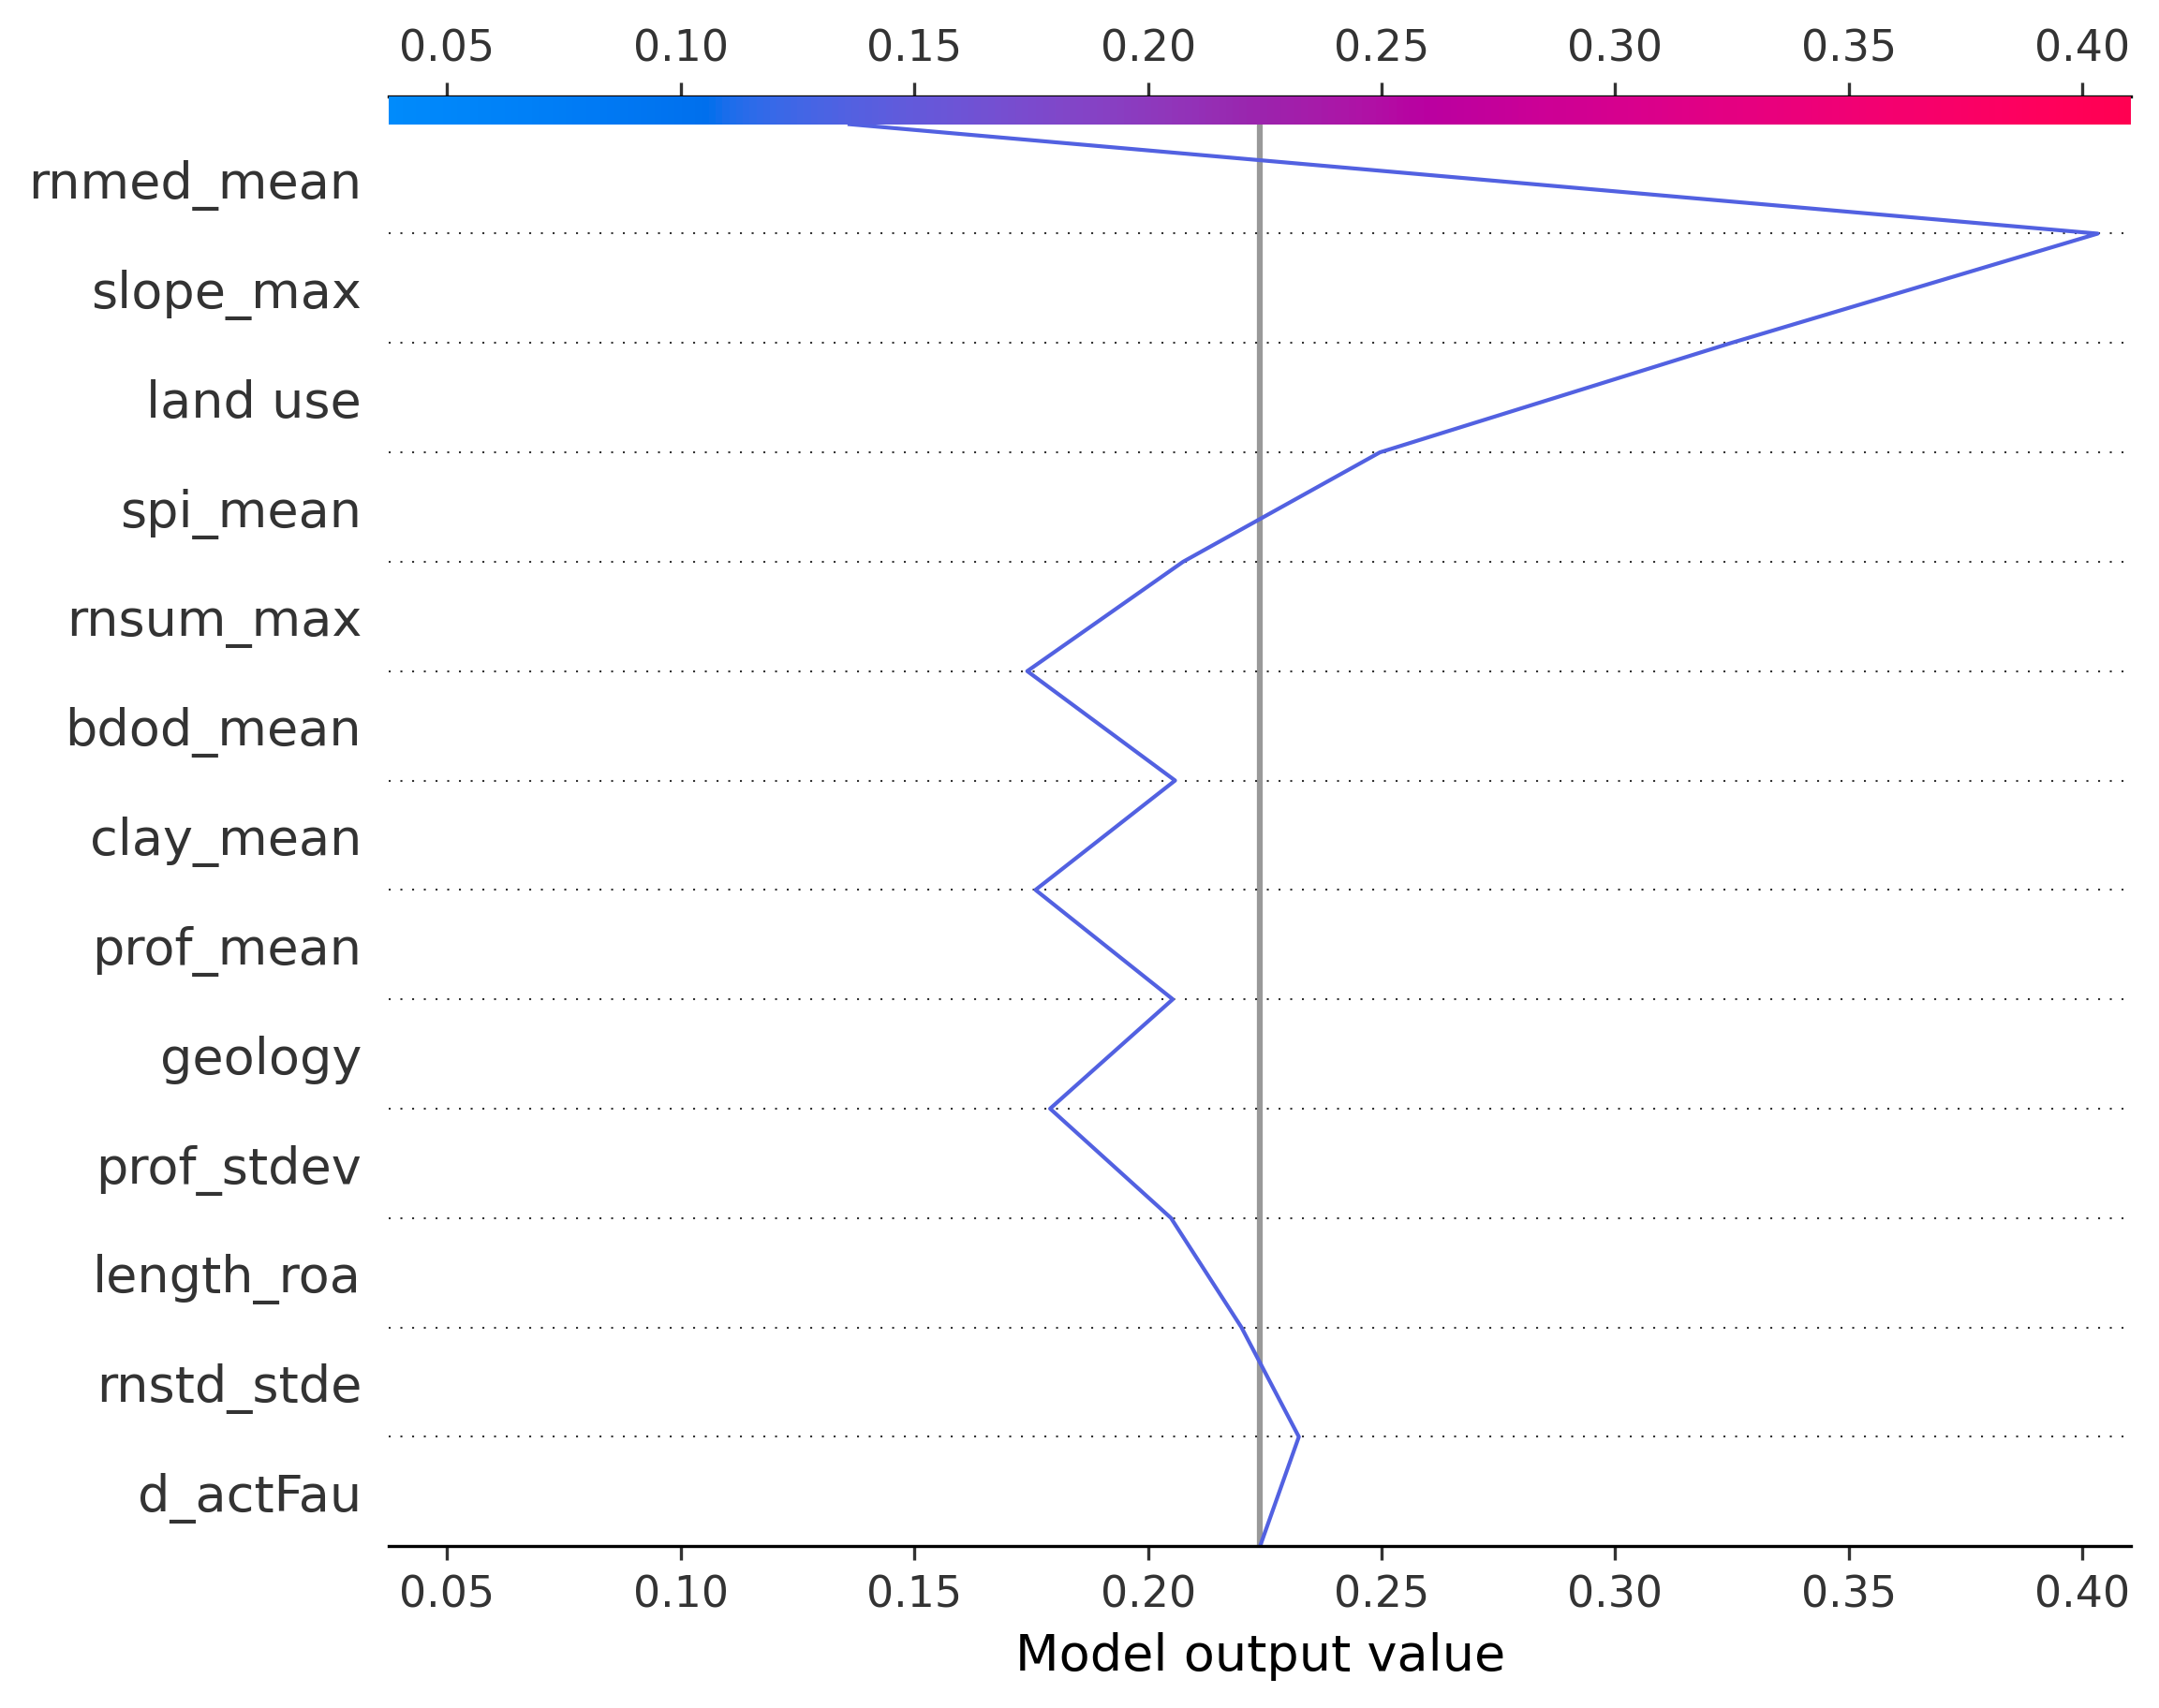 0.05 0.10 0.15 0.20 0.25 0.30 0.35 0.40
rnmed_mean
slope_max
land use
spi_mean
rnsum_max
bdod_mean
clay_mean
prof_mean
geology
prof_stdev
length_roa
rnstd_stde
d_actFau
0.05 0.10 0.15 0.20 0.25 0.30 0.35 0.40
Model output value